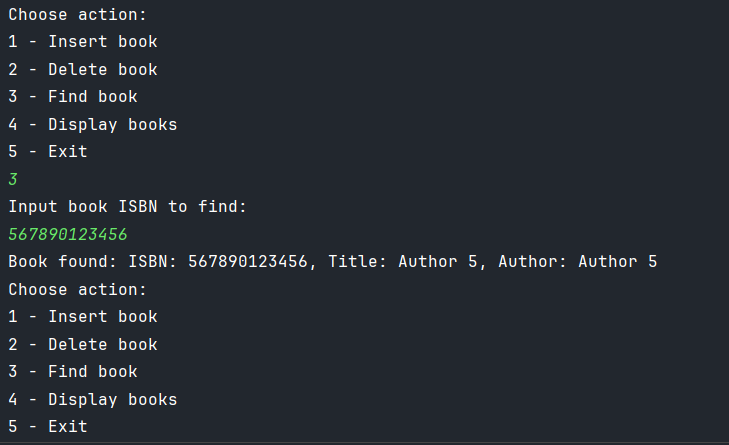 Choose action:
1 - Insert book
2 - Delete book
3 - Find book
4 - Display books
5 - Exit
3
Input book ISBN to find:
567890123456
Book found: ISBN: 567890123456, Title: Author 5, Author: Author 5
Choose action:
1 - Insert book
2 - Delete book
3 - Find book
4 - Display books
5 - Exit